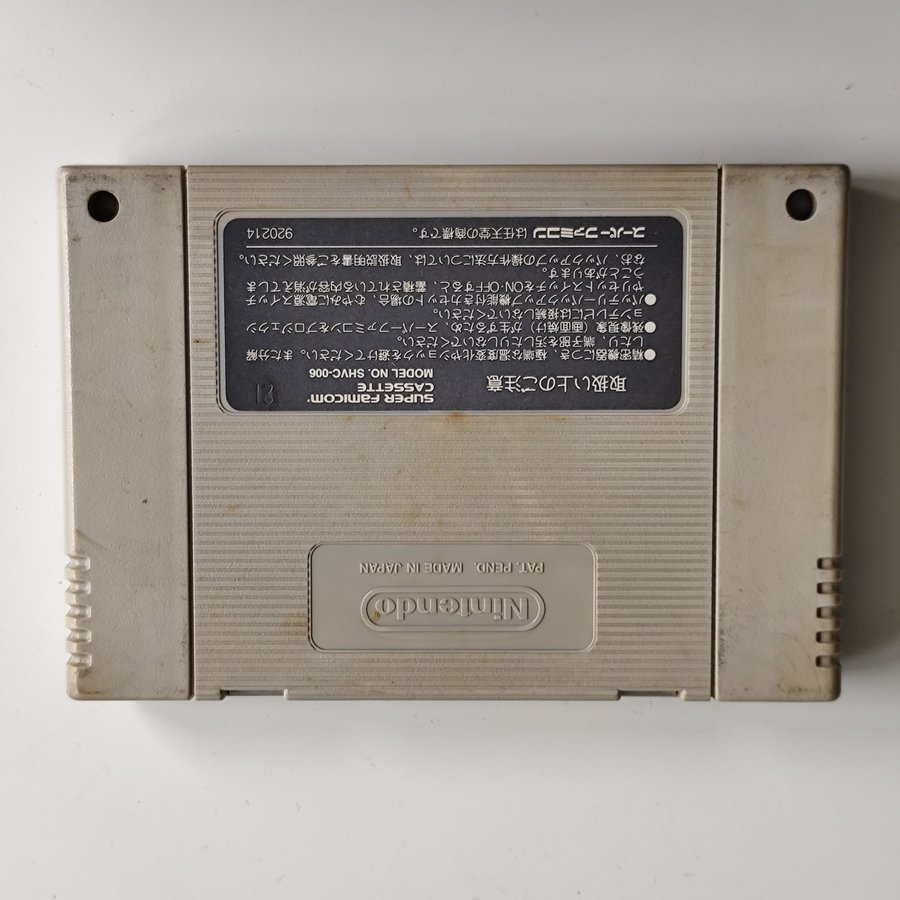 取扱い上のご注意
SUPER FAMICOM™
CASSETTE
MODEL NO. SHVC-006
●精密機器につき、極端な温度変化やショックを避けてください。また分解
したり、端子部を汚したりしないでください。
●残像現象（画面焼け）が生ずるため、スーパーファミコンをプロジェクシ
ョンテレビには接続しないでください。
●バッテリーバックアップ機能付きカセットの場合、むやみに電源スイッチ
やリセットスイッチをON・OFFすると、蓄積されている内容が消えてしま
うことがあります。
なお、バックアップの操作方法については、取扱説明書をご参照ください。
スーパーファミコンは任天堂の商標です。 920214
Nintendo®
PAT. PEND. MADE IN JAPAN